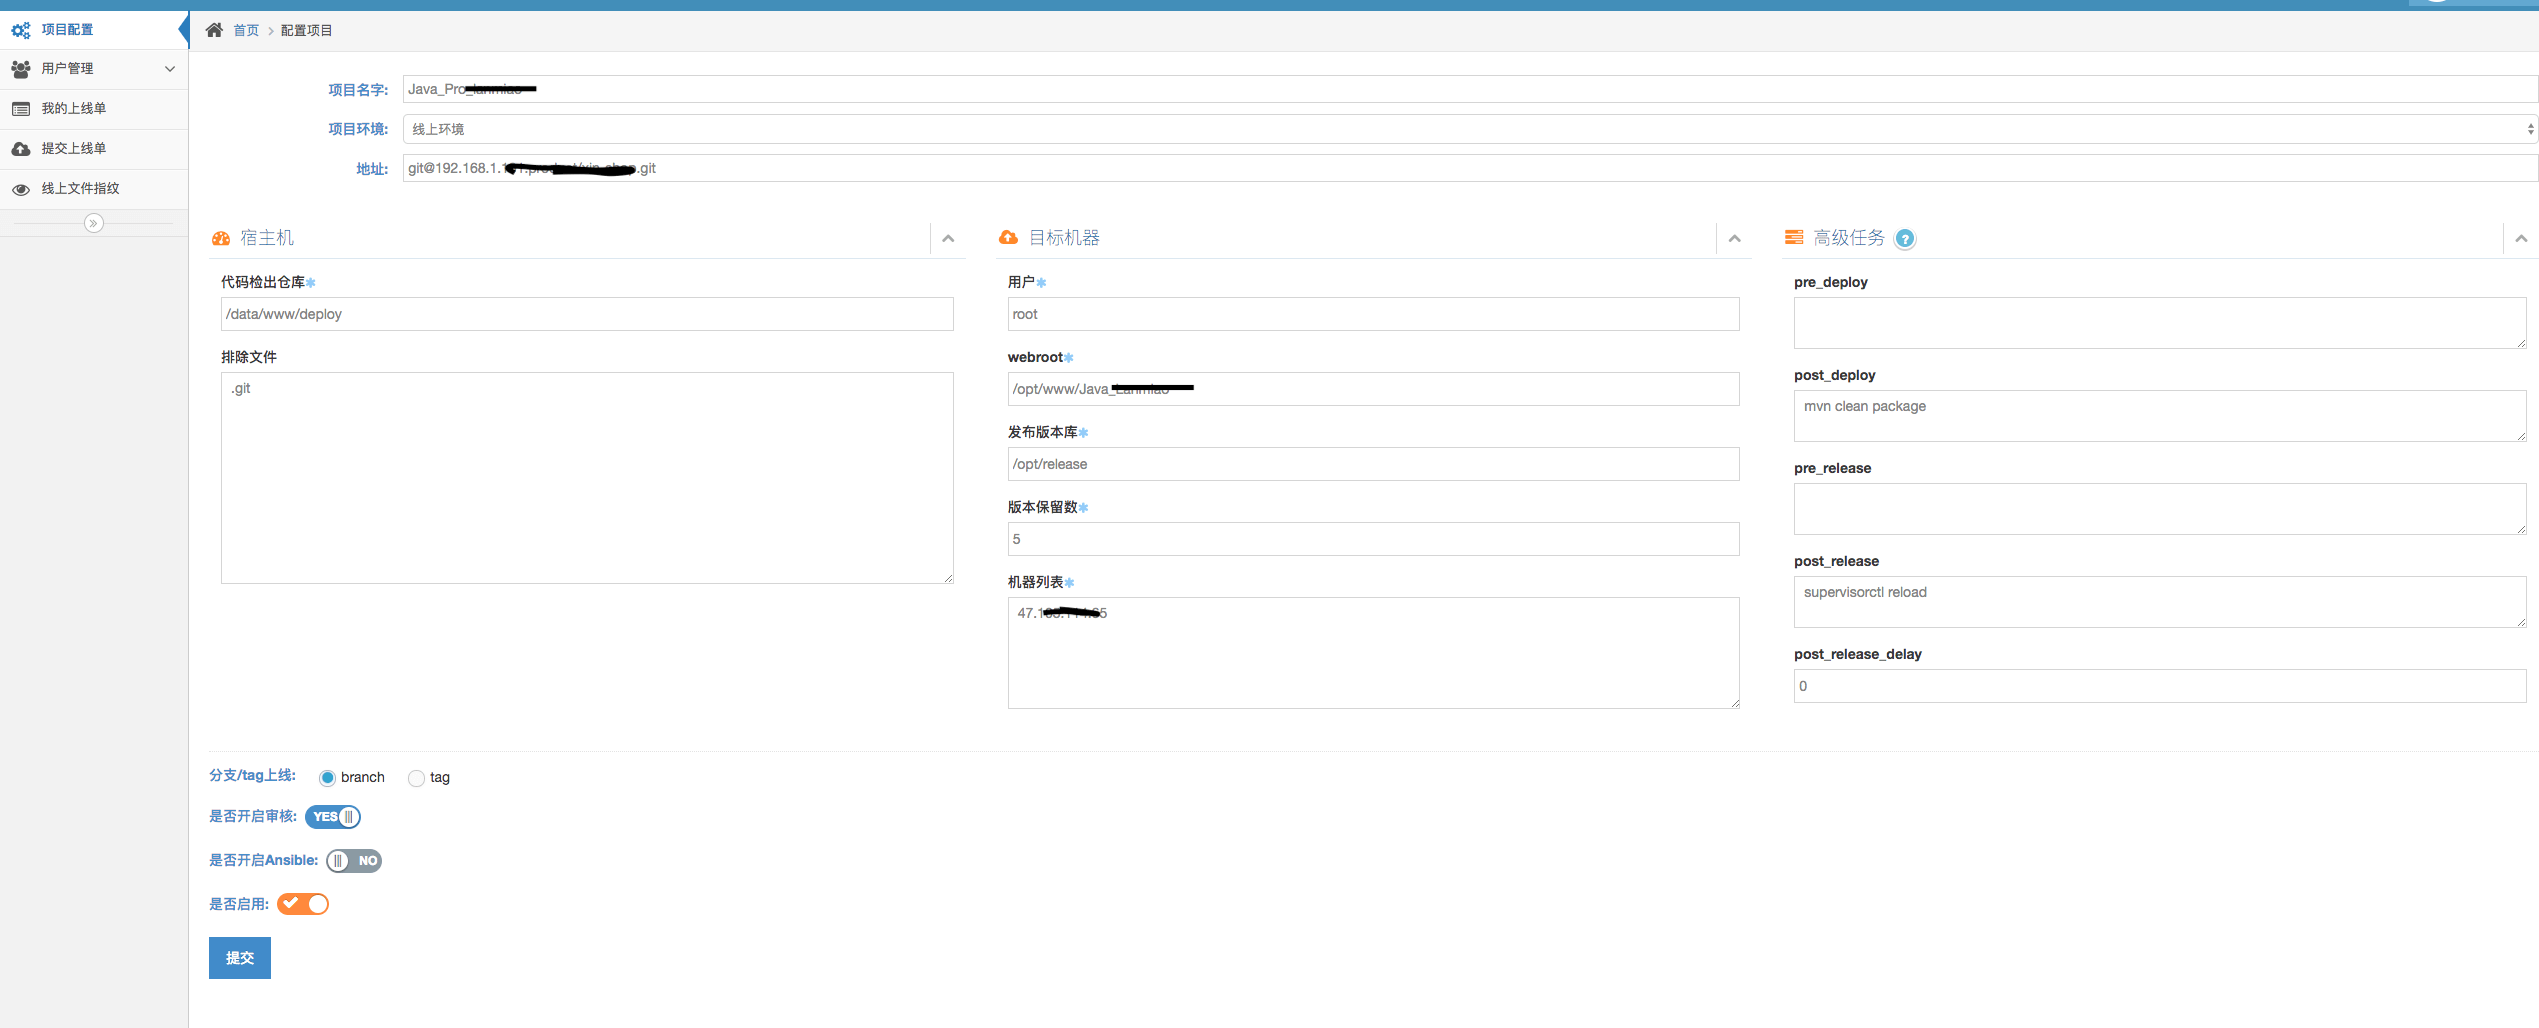 项目配置
用户管理
我的上线单
提交上线单
线上文件指纹
首页 配置项目
项目名字: Java_Pro
项目环境: 线上环境
地址: git@192.168.1. .git
宿主机
代码检出仓库*
/data/www/deploy
排除文件
.git
目标机器
用户*
root
webroot*
/opt/www/Java_
发布版本库*
/opt/release
版本保留数*
5
机器列表*
47.
高级任务 ?
pre_deploy
post_deploy
mvn clean package
pre_release
post_release
supervisorctl reload
post_release_delay
0
分支/tag上线: branch tag
是否开启审核: YES
是否开启Ansible: NO
是否启用:
提交